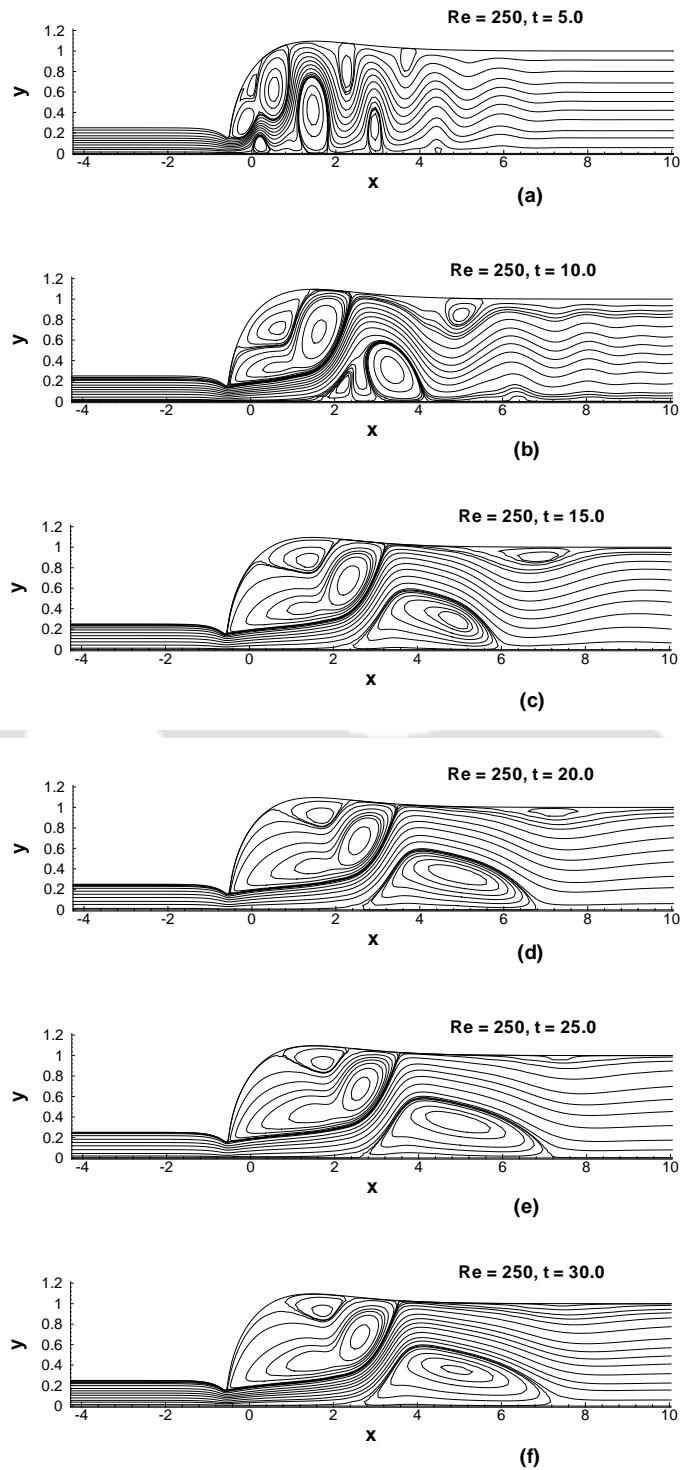 Re = 250, t = 5.0
1.2
1
0.8
0.6
0.4
0.2
0
y
-4 -2 0 2 4 6 8 10
x
(a)
Re = 250, t = 10.0
1.2
1
0.8
0.6
0.4
0.2
0
y
-4 -2 0 2 4 6 8 10
x
(b)
Re = 250, t = 15.0
1.2
1
0.8
0.6
0.4
0.2
0
y
-4 -2 0 2 4 6 8 10
x
(c)
Re = 250, t = 20.0
1.2
1
0.8
0.6
0.4
0.2
0
y
-4 -2 0 2 4 6 8 10
x
(d)
Re = 250, t = 25.0
1.2
1
0.8
0.6
0.4
0.2
0
y
-4 -2 0 2 4 6 8 10
x
(e)
Re = 250, t = 30.0
1.2
1
0.8
0.6
0.4
0.2
0
y
-4 -2 0 2 4 6 8 10
x
(f)